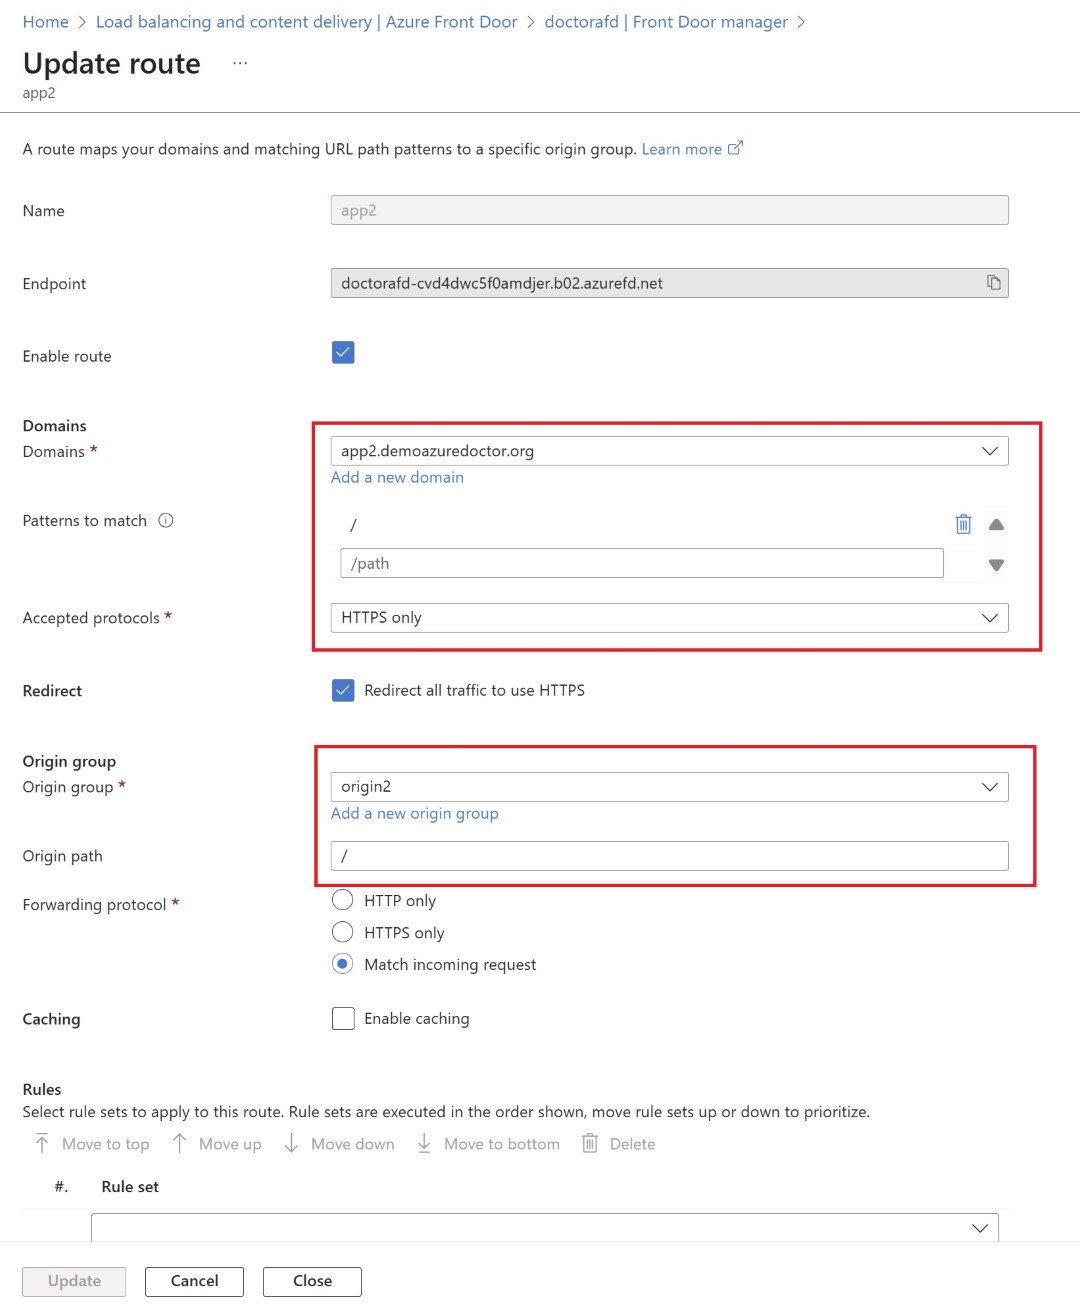 Home > Load balancing and content delivery | Azure Front Door > doctorafd | Front Door manager >
Update route ...
app2
A route maps your domains and matching URL path patterns to a specific origin group. Learn more
Name
app2
Endpoint
doctorafd-cvd4dwc5f0amdjer.b02.azurefd.net
Enable route
Domains
Domains *
app2.demoazuredoctor.org
Add a new domain
Patterns to match
/
/path
Accepted protocols *
HTTPS only
Redirect
Redirect all traffic to use HTTPS
Origin group
Origin group *
origin2
Add a new origin group
Origin path
/
Forwarding protocol *
HTTP only
HTTPS only
Match incoming request
Caching
Enable caching
Rules
Select rule sets to apply to this route. Rule sets are executed in the order shown, move rule sets up or down to prioritize.
Move to top Move up Move down Move to bottom Delete
#. Rule set
Update Cancel Close